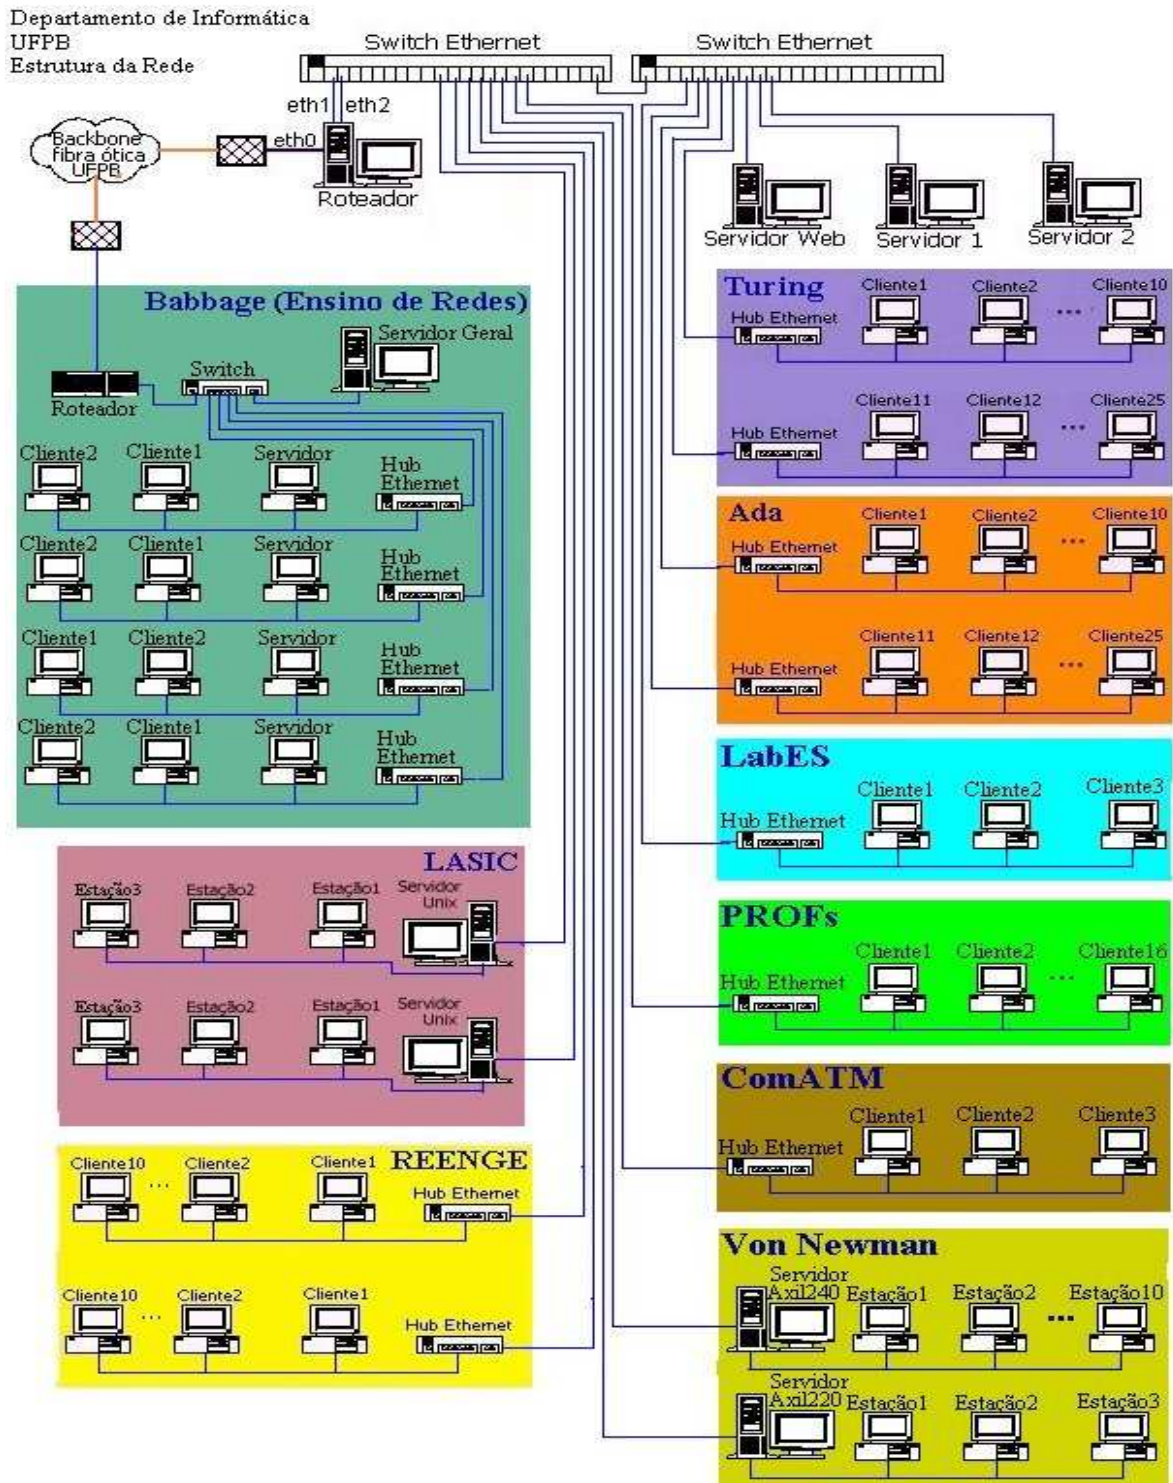 Departamento de Informática
UFPB
Estrutura da Rede
Switch Ethernet
Switch Ethernet
eth1
eth2
eth0
Backbone
fibra ótica
UFPB
Roteador
Servidor Web
Servidor 1
Servidor 2
Babbage (Ensino de Redes)
Servidor Geral
Switch
Roteador
Cliente2
Cliente1
Servidor
Hub
Ethernet
Cliente2
Cliente1
Servidor
Hub
Ethernet
Cliente1
Cliente2
Servidor
Hub
Ethernet
Cliente2
Cliente1
Servidor
Hub
Ethernet
LASIC
Estação3
Estação2
Estação1
Servidor
Unix
Estação3
Estação2
Estação1
Servidor
Unix
REENGE
Cliente10
...
Cliente2
Cliente1
Hub Ethernet
Cliente10
...
Cliente2
Cliente1
Hub Ethernet
Turing
Hub Ethernet
Cliente1
Cliente2
...
Cliente10
Hub Ethernet
Cliente11
Cliente12
...
Cliente25
Ada
Hub Ethernet
Cliente1
Cliente2
...
Cliente10
Hub Ethernet
Cliente11
Cliente12
...
Cliente25
LabES
Hub Ethernet
Cliente1
Cliente2
Cliente3
PROFs
Hub Ethernet
Cliente1
Cliente2
...
Cliente16
ComATM
Hub Ethernet
Cliente1
Cliente2
Cliente3
Von Newman
Servidor
Axil240
Estação1
Estação2
...
Estação10
Servidor
Axil220
Estação1
Estação2
Estação3